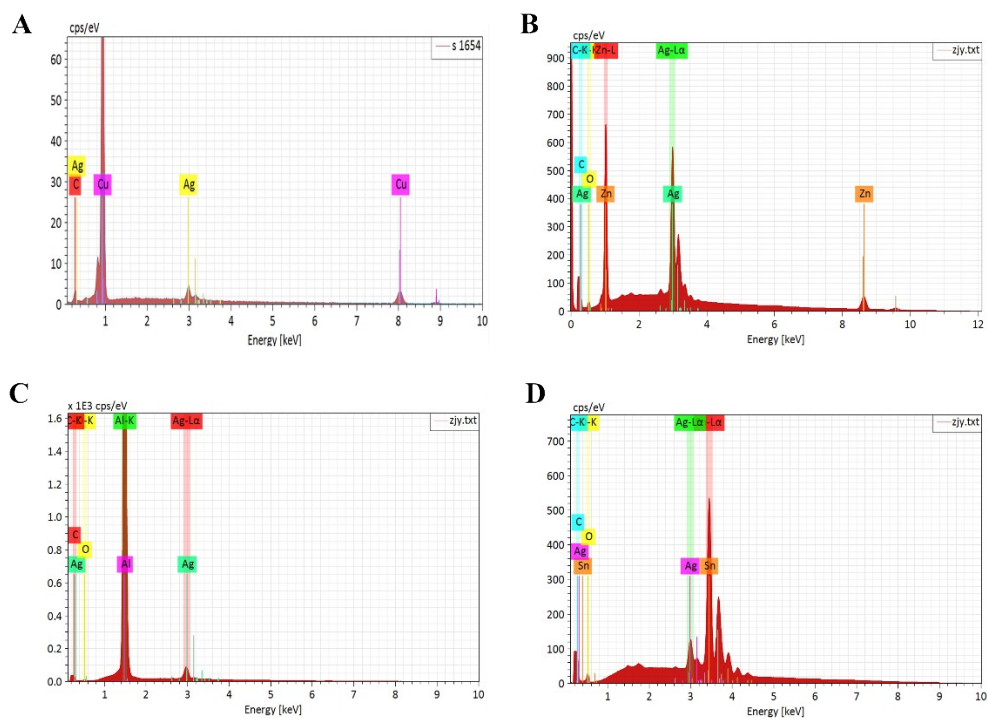 A
cps/eV
s 1654
60
50
40
30
20
10
0
Ag
C
Cu
Ag
Cu
1 2 3 4 5 6 7 8 9 10
Energy [keV]
B
cps/eV
C-K Zn-L Ag-Lα
zjy.txt
900
800
700
600
500
400
300
200
100
0
C
O
Ag Zn Ag Zn
0 2 4 6 8 10 12
Energy [keV]
C
x 1E3 cps/eV
C-K -K Al-K Ag-Lα
zjy.txt
1.6
1.4
1.2
1.0
0.8
0.6
0.4
0.2
0.0
C
O
Ag Al Ag
1 2 3 4 5 6 7 8 9 10
Energy [keV]
D
cps/eV
C-K -K Ag-Lα -Lα
zjy.txt
700
600
500
400
300
200
100
0
C
O
Ag
Sn Ag Sn
1 2 3 4 5 6 7 8 9 10
Energy [keV]